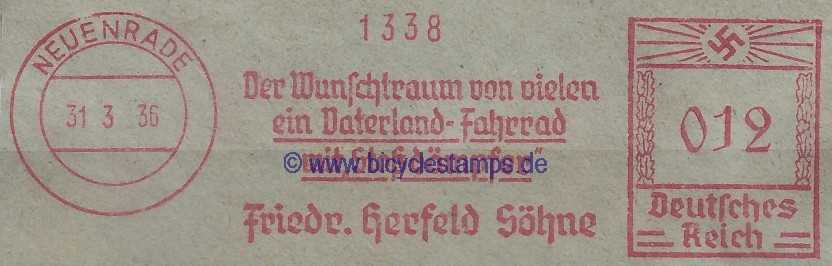 NEUENRADE
31 3 36
1338
Der Wunschtraum von vielen
ein Vaterland-Fahrrad
mit
© www.bicyclestamps.de
Friedr. Herfeld Söhne
012
Deutsches
Reich